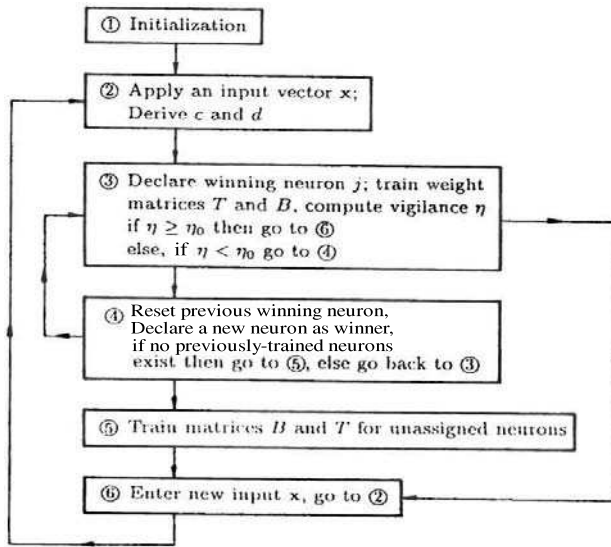 ① Initialization
② Apply an input vector x;
Derive c and d
③ Declare winning neuron j; train weight
matrices T and B, compute vigilance η
if η ≥ η₀ then go to ⑥
else, if η < η₀ go to ④
④ Reset previous winning neuron,
Declare a new neuron as winner,
if no previously-trained neurons
exist then go to ⑤, else go back to ③
⑤ Train matrices B and T for unassigned neurons
⑥ Enter new input x, go to ②